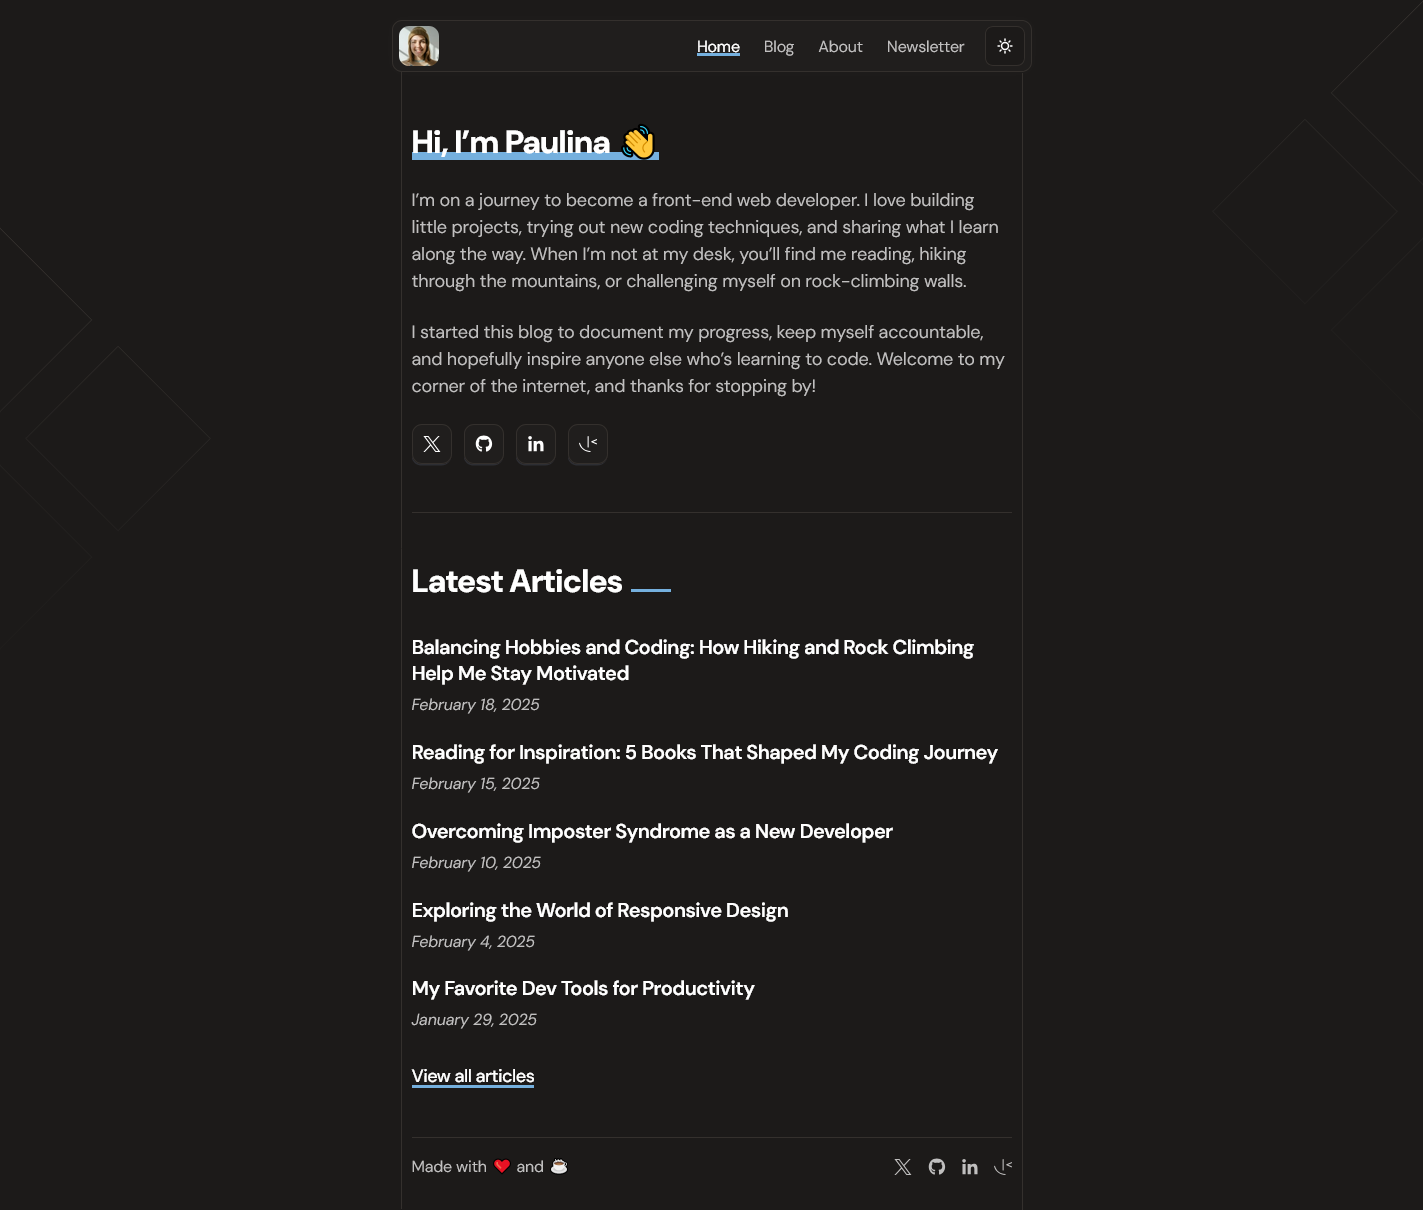 Home Blog About Newsletter
Hi, I’m Paulina 👋
I’m on a journey to become a front-end web developer. I love building
little projects, trying out new coding techniques, and sharing what I learn
along the way. When I’m not at my desk, you’ll find me reading, hiking
through the mountains, or challenging myself on rock-climbing walls.
I started this blog to document my progress, keep myself accountable,
and hopefully inspire anyone else who’s learning to code. Welcome to my
corner of the internet, and thanks for stopping by!
Latest Articles
Balancing Hobbies and Coding: How Hiking and Rock Climbing
Help Me Stay Motivated
February 18, 2025
Reading for Inspiration: 5 Books That Shaped My Coding Journey
February 15, 2025
Overcoming Imposter Syndrome as a New Developer
February 10, 2025
Exploring the World of Responsive Design
February 4, 2025
My Favorite Dev Tools for Productivity
January 29, 2025
View all articles
Made with ❤️ and ☕